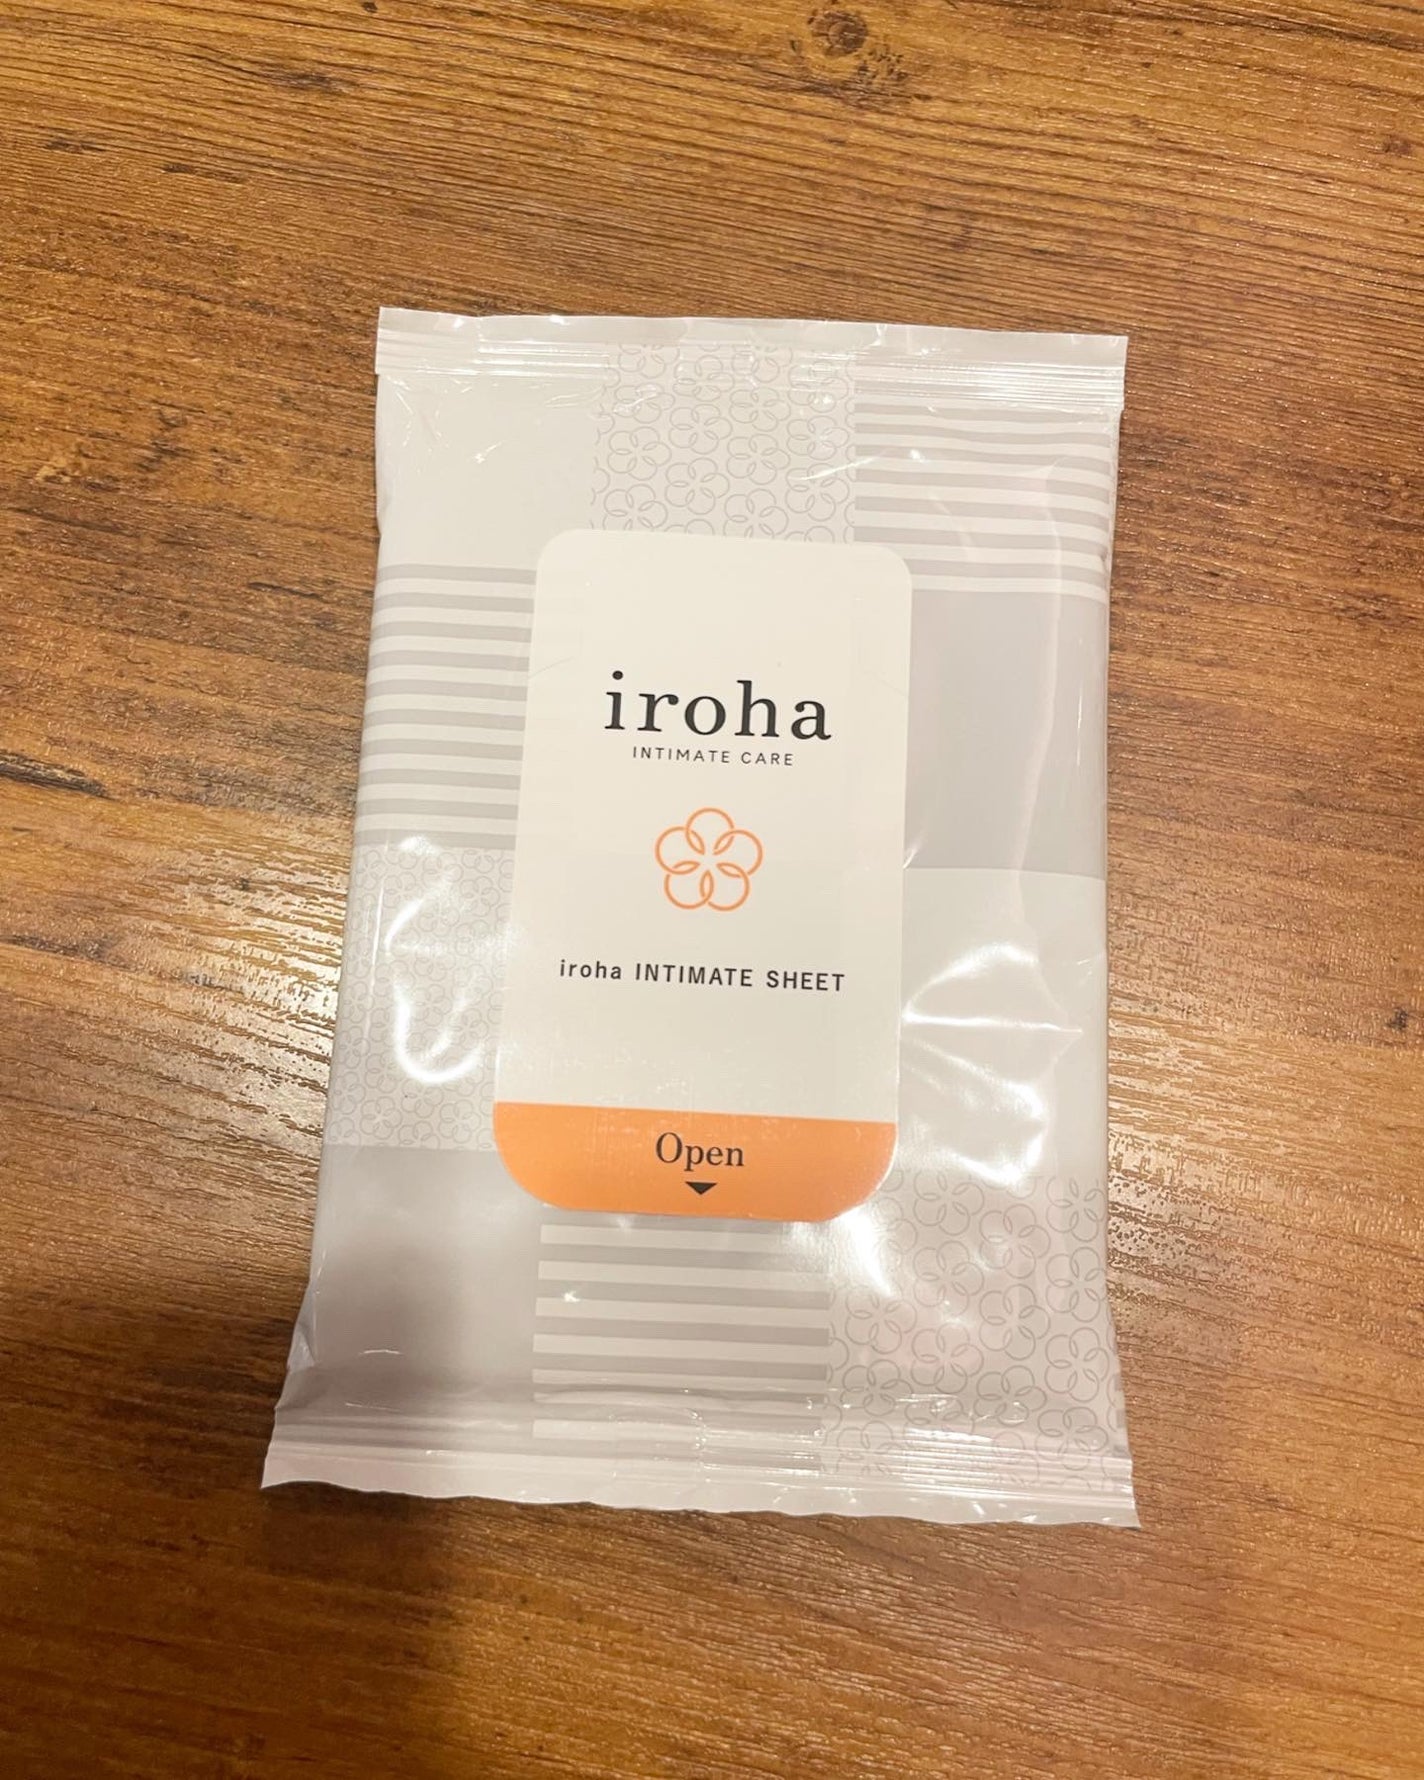 iroha
INTIMATE CARE
iroha INTIMATE SHEET
Open